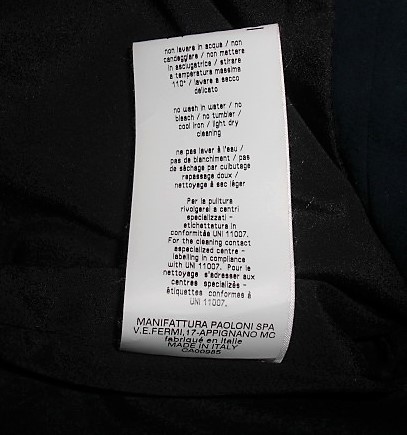 non lavare in acqua / non
candeggiare / non mettere
in asciugatrice / stirare
a temperatura massima
110° / lavare a secco
delicato
no wash in water / no
bleach / no tumbler /
cool iron / light dry
cleaning
ne pas laver à l'eau /
pas de blanchiment / pas
de séchage par culbutage
repassage doux /
nettoyage à sec léger
Per la pulitura
rivolgersi a centri
specializzati -
etichettatura in
conformità UNI 11007.
For the cleaning contact
aspecialized centre -
labelling in compliance
with UNI 11007. Pour le
nettoyage s'adresser aux
centres specializés -
étiquettes conformes à
UNI 11007.
MANIFATTURA PAOLONI SPA
V.E.FERMI,17-APPIGNANO MC
fabriqué en Italie
MADE IN ITALY
CA00985